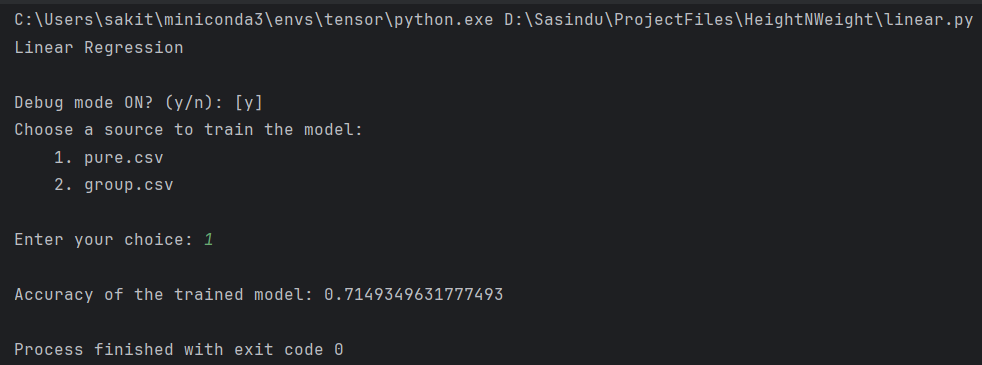 C:\Users\sakit\miniconda3\envs\tensor\python.exe D:\Sasindu\ProjectFiles\HeightNWeight\linear.py
Linear Regression
Debug mode ON? (y/n): [y]
Choose a source to train the model:
    1. pure.csv
    2. group.csv
Enter your choice: 1
Accuracy of the trained model: 0.7149349631777493
Process finished with exit code 0